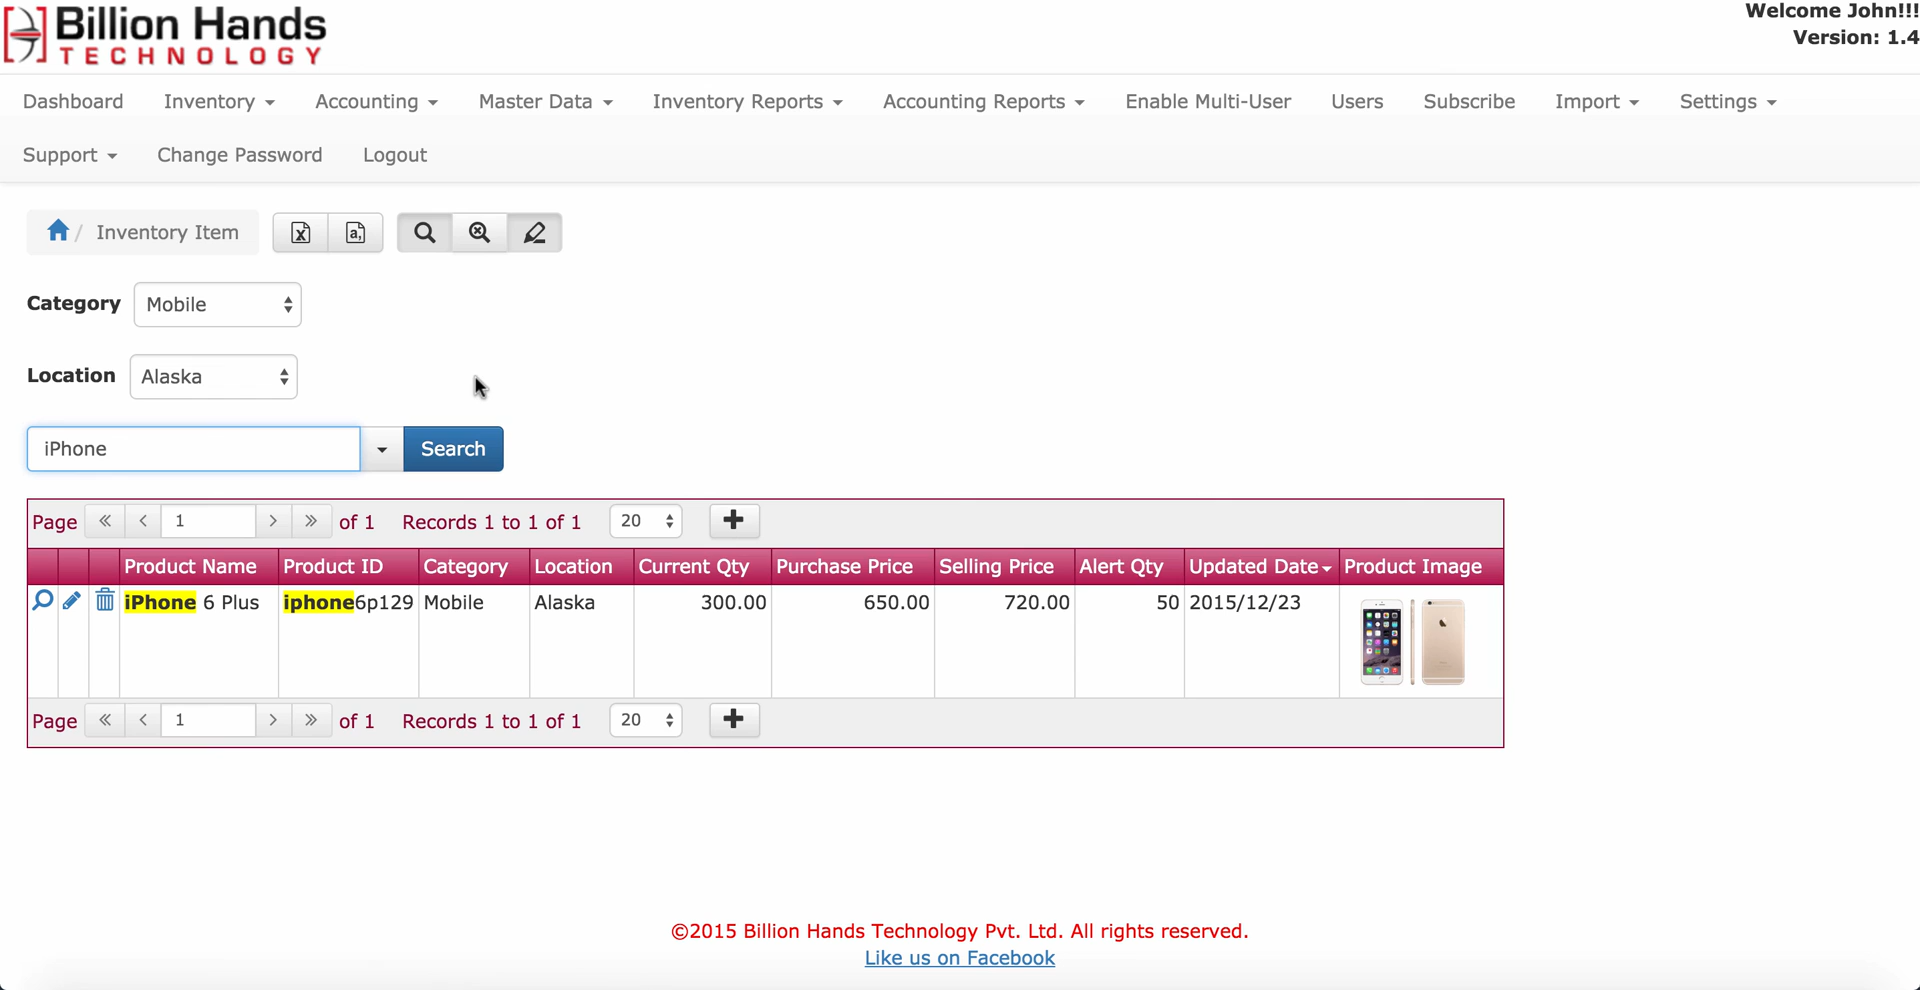 Billion Hands
TECHNOLOGY
Welcome John!!!
Version: 1.4
Dashboard Inventory Accounting Master Data Inventory Reports Accounting Reports Enable Multi-User Users Subscribe Import Settings
Support Change Password Logout
/ Inventory Item
Category Mobile
Location Alaska
iPhone Search
Page « < 1 > » of 1 Records 1 to 1 of 1 20 +
Product Name Product ID Category Location Current Qty Purchase Price Selling Price Alert Qty Updated Date Product Image
iPhone 6 Plus iphone6p129 Mobile Alaska 300.00 650.00 720.00 50 2015/12/23
Page « < 1 > » of 1 Records 1 to 1 of 1 20 +
©2015 Billion Hands Technology Pvt. Ltd. All rights reserved.
Like us on Facebook